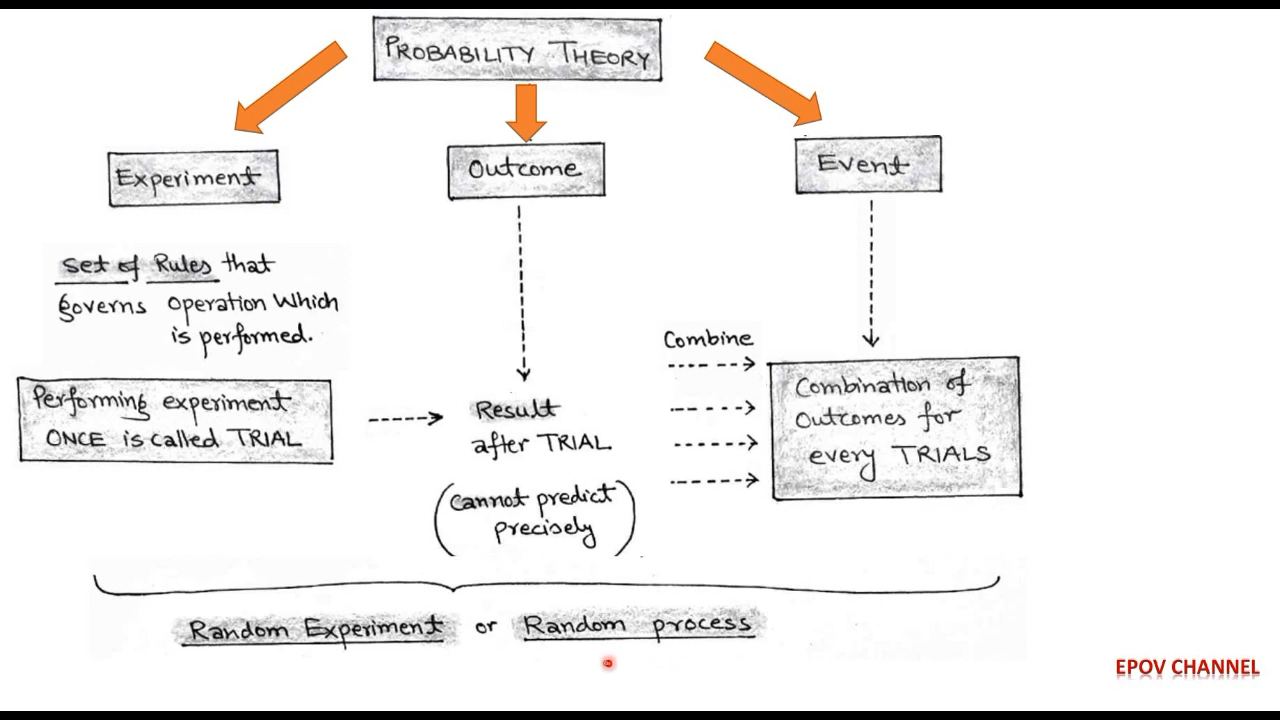 PROBABILITY THEORY
Experiment
Outcome
Event
Set of Rules that
governs operation which
is performed.
Performing experiment
ONCE is called TRIAL
Result
after TRIAL
(Cannot predict
precisely)
Combine
Combination of
Outcomes for
every TRIALS
Random Experiment or Random process
EPOV CHANNEL